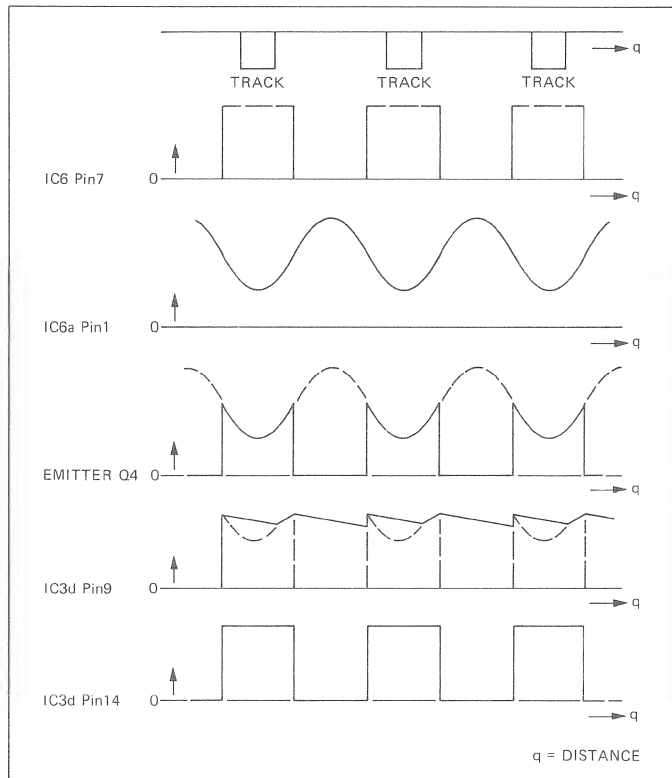 q
TRACK TRACK TRACK
IC6 Pin7 0
q
IC6a Pin1 0
q
EMITTER Q4 0
q
IC3d Pin9 0
q
IC3d Pin14 0
q
q = DISTANCE